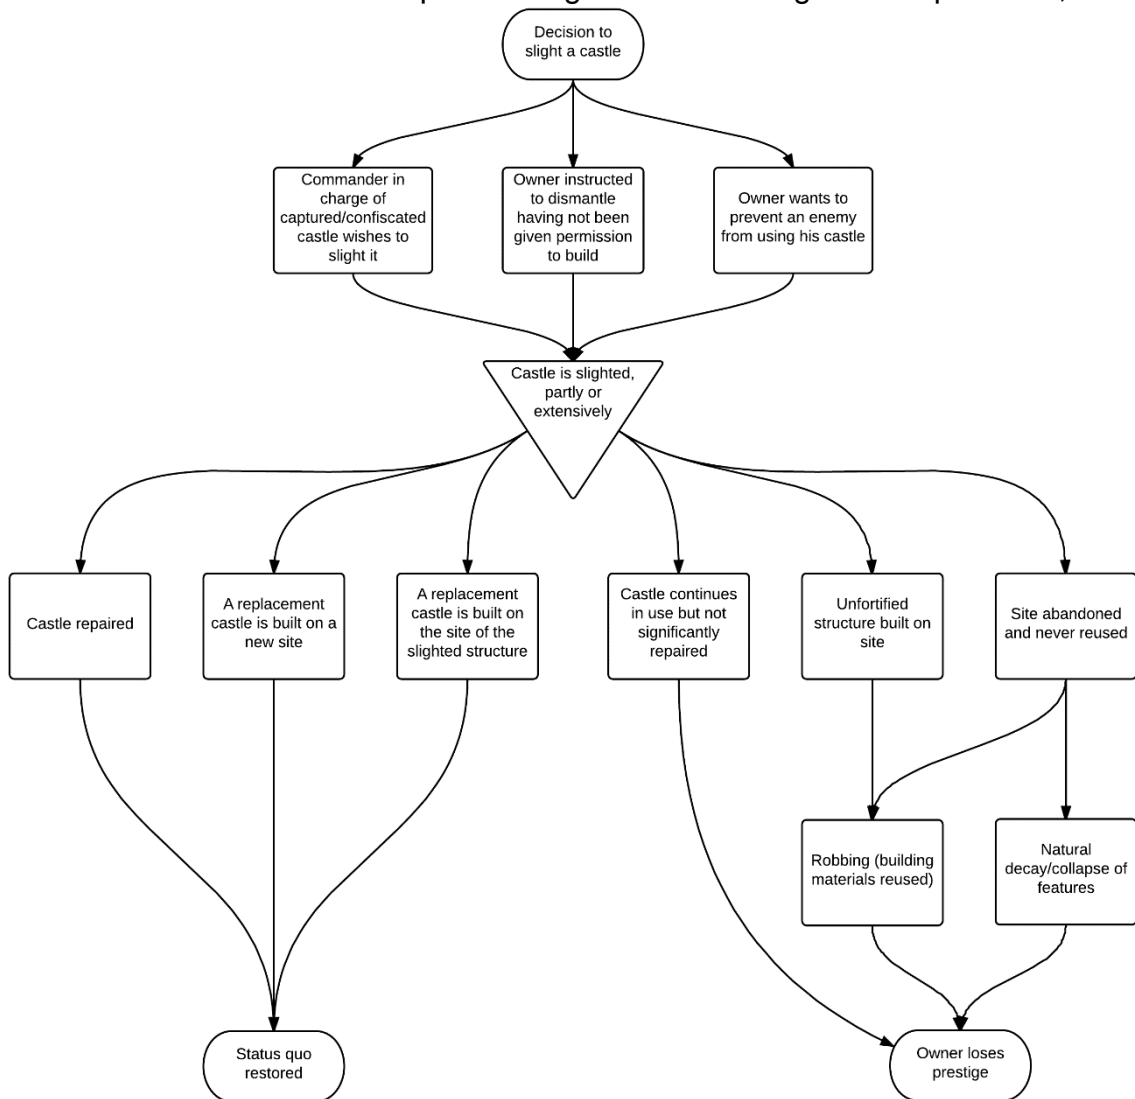 Decision to
slight a castle
Commander in
charge of
captured/confiscated
castle wishes to
slight it
Owner instructed
to dismantle
having not been
given permission
to build
Owner wants to
prevent an enemy
from using his castle
Castle is slighted,
partly or
extensively
Castle repaired
A replacement
castle is built on a
new site
A replacement
castle is built on
the site of the
slighted structure
Castle continues
in use but not
significantly
repaired
Unfortified
structure built on
site
Site abandoned
and never reused
Robbing (building
materials reused)
Natural
decay/collapse of
features
Status quo
restored
Owner loses
prestige